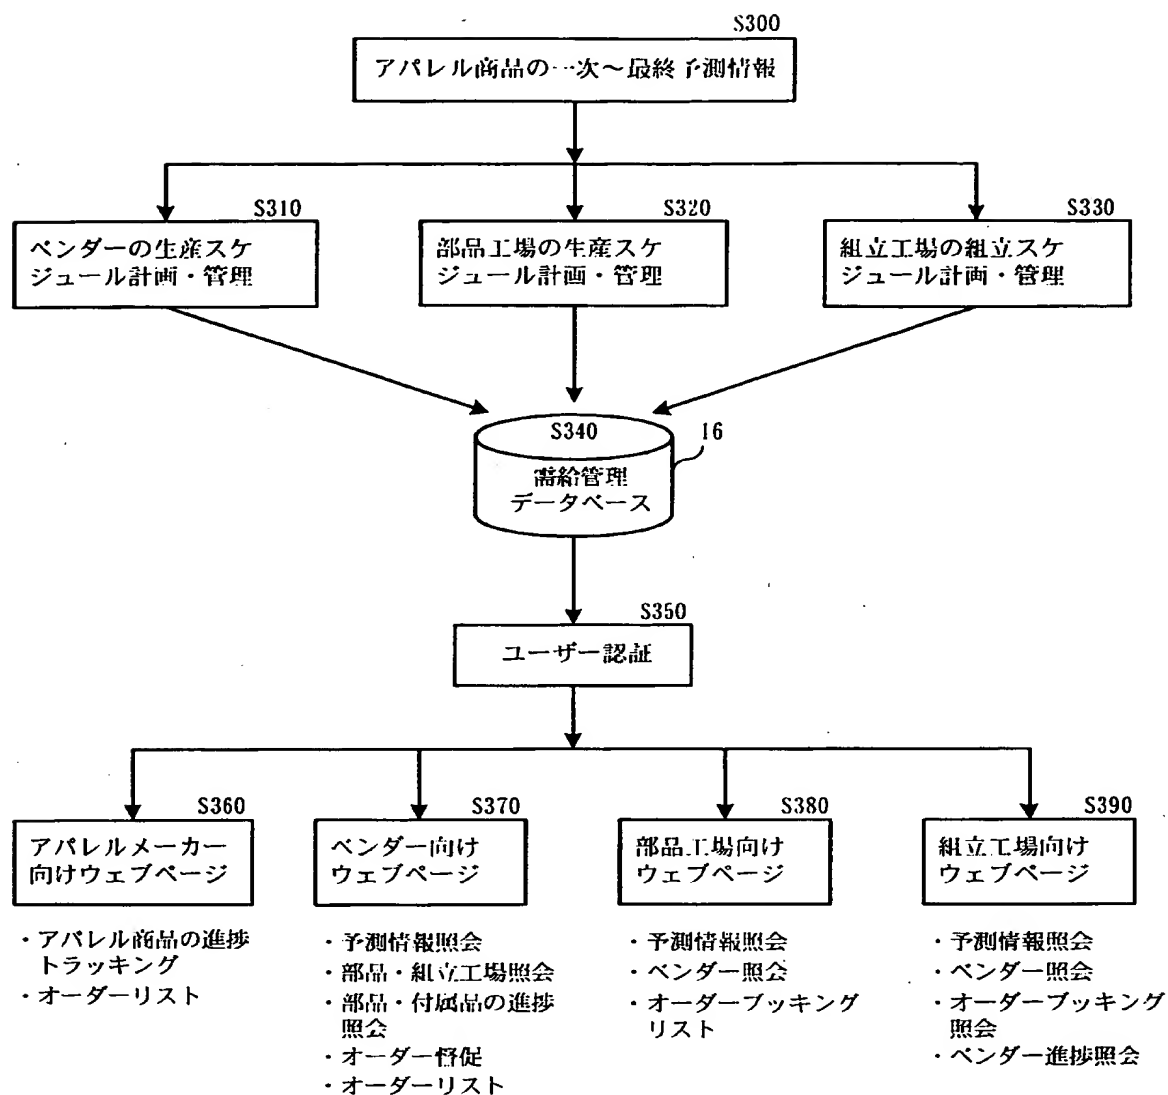 S300
アパレル商品の一次～最終予測情報
S310
ベンダーの生産スケ
ジュール計画・管理
S320
部品工場の生産スケ
ジュール計画・管理
S330
組立工場の組立スケ
ジュール計画・管理
S340
需給管理
データベース
16
S350
ユーザー認証
S360
アパレルメーカー
向けウェブページ
・アパレル商品の進捗
トラッキング
・オーダーリスト
S370
ベンダー向け
ウェブページ
・予測情報照会
・部品・組立工場照会
・部品・付属品の進捗
照会
・オーダー督促
・オーダーリスト
S380
部品工場向け
ウェブページ
・予測情報照会
・ベンダー照会
・オーダーブッキング
リスト
S390
組立工場向け
ウェブページ
・予測情報照会
・ベンダー照会
・オーダーブッキング
照会
・ベンダー進捗照会